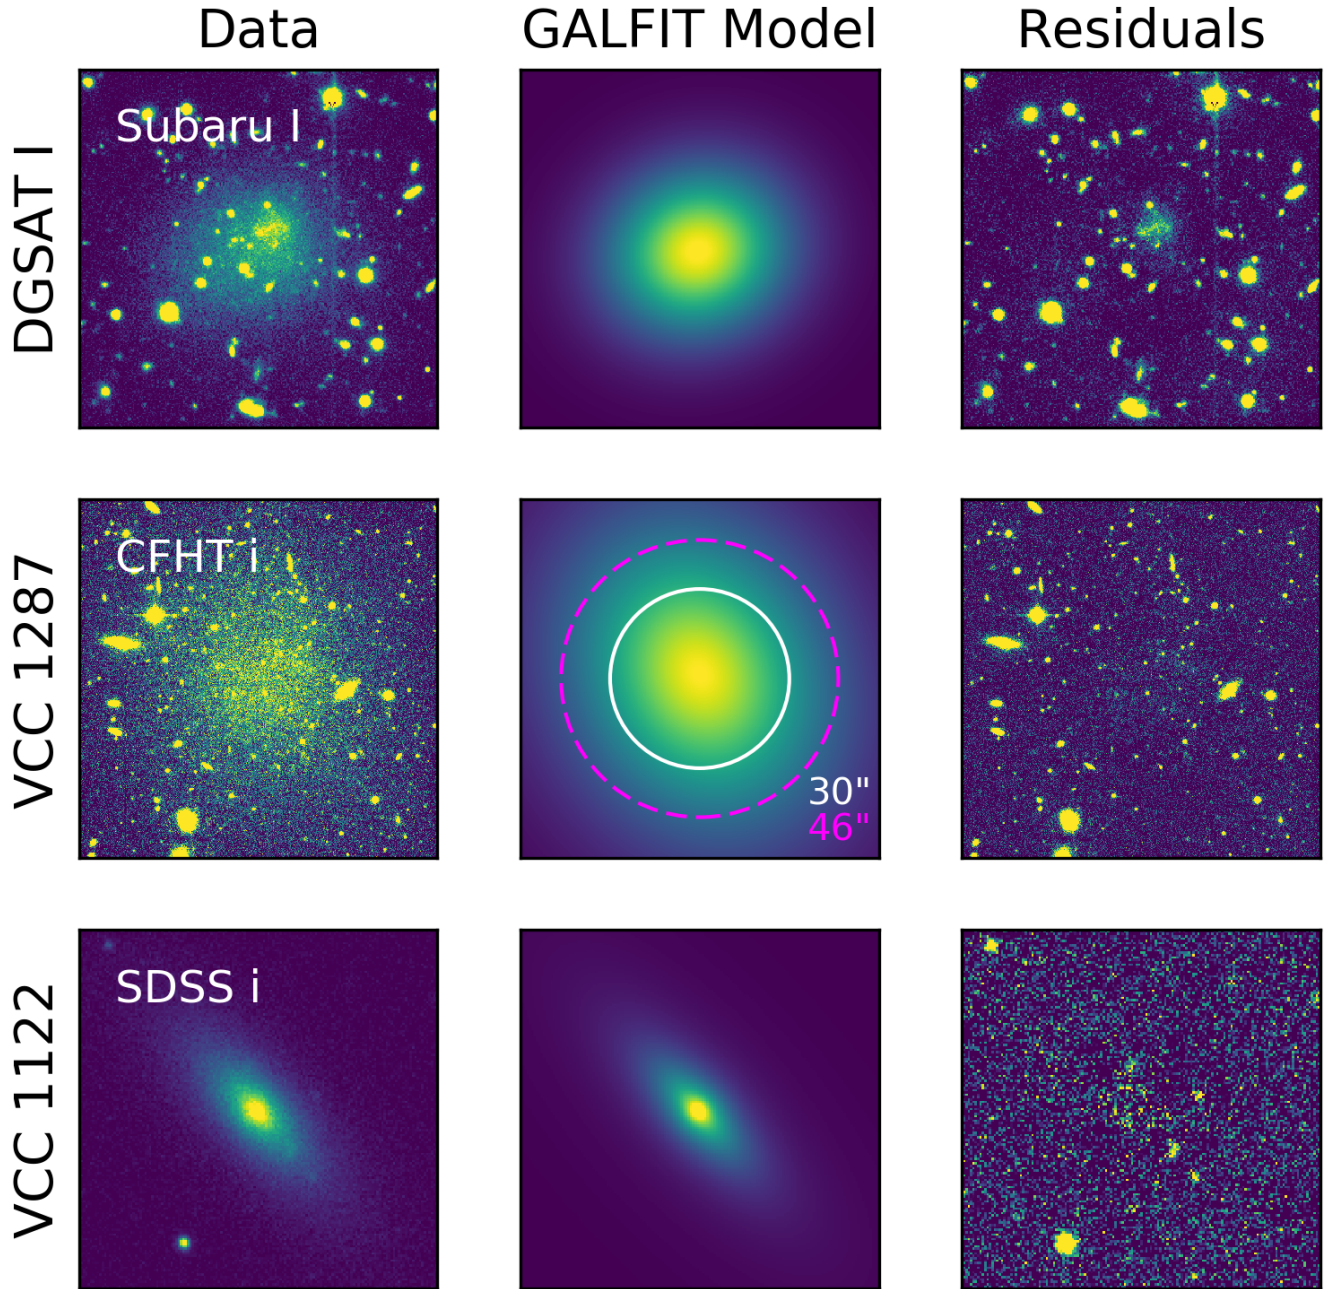 Data
GALFIT Model
Residuals
DGSAT I
Subaru I
VCC 1287
CFHT i
30"
46"
VCC 1122
SDSS i